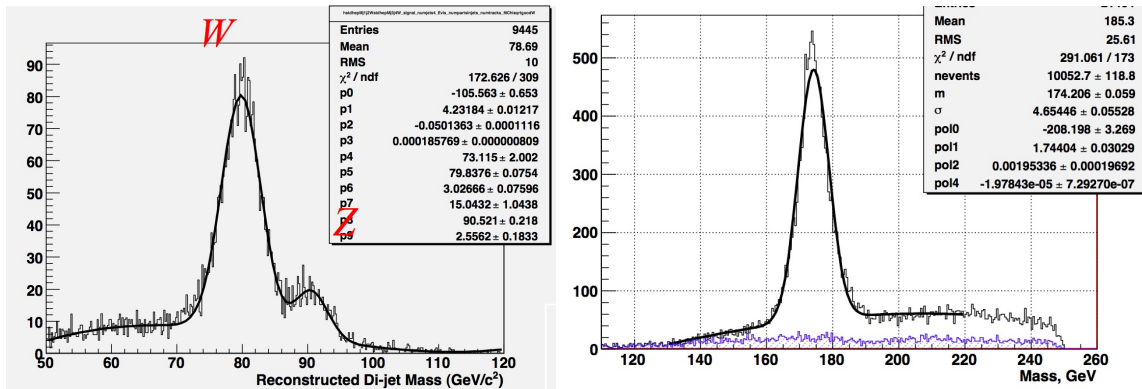 W
Entries 9445
Mean 78.69
RMS 10
χ² / ndf 172.626 / 309
p0 -105.563 ± 0.653
p1 4.23184 ± 0.01217
p2 -0.0501363 ± 0.0001116
p3 0.000185769 ± 0.000000809
p4 73.115 ± 2.002
p5 79.8376 ± 0.0754
p6 3.02666 ± 0.07596
p7 15.0432 ± 1.0438
Z
p8 90.521 ± 0.218
p9 2.5562 ± 0.1833
90
80
70
60
50
40
30
20
10
0
50 60 70 80 90 100 110 120
Reconstructed Di-jet Mass (GeV/c²)
Mean 185.3
RMS 25.61
χ² / ndf 291.061 / 173
nevents 10052.7 ± 118.8
m 174.206 ± 0.059
σ 4.65446 ± 0.05528
pol0 -208.198 ± 3.269
pol1 1.74404 ± 0.03029
pol2 0.00195336 ± 0.00019692
pol4 -1.97843e-05 ± 7.29270e-07
500
400
300
200
100
0
120 140 160 180 200 220 240 260
Mass, GeV